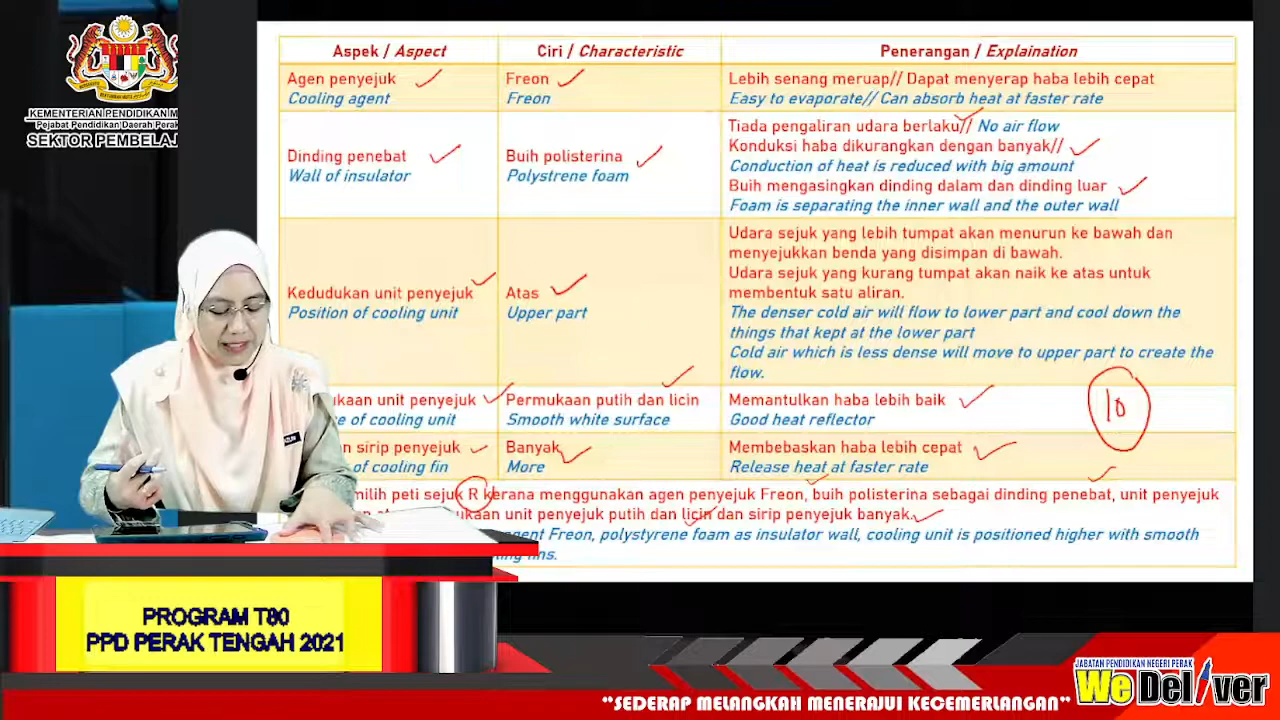 KEMENTERIAN PENDIDIKAN M
Pejabat Pendidikan Daerah Perak
SEKTOR PEMBELAJ
Aspek / Aspect
Ciri / Characteristic
Penerangan / Explaination
Agen penyejuk
Cooling agent
Freon
Freon
Lebih senang meruap// Dapat menyerap haba lebih cepat
Easy to evaporate// Can absorb heat at faster rate
Dinding penebat
Wall of insulator
Buih polisterina
Polystrene foam
Tiada pengaliran udara berlaku// No air flow
Konduksi haba dikurangkan dengan banyak//
Conduction of heat is reduced with big amount
Buih mengasingkan dinding dalam dan dinding luar
Foam is separating the inner wall and the outer wall
Kedudukan unit penyejuk
Position of cooling unit
Atas
Upper part
Udara sejuk yang lebih tumpat akan menurun ke bawah dan
menyejukkan benda yang disimpan di bawah.
Udara sejuk yang kurang tumpat akan naik ke atas untuk
membentuk satu aliran.
The denser cold air will flow to lower part and cool down the
things that kept at the lower part
Cold air which is less dense will move to upper part to create the
flow.
ukaan unit penyejuk
ce of cooling unit
Permukaan putih dan licin
Smooth white surface
Memantulkan haba lebih baik
Good heat reflector
10
n sirip penyejuk
of cooling fin
Banyak
More
Membebaskan haba lebih cepat
Release heat at faster rate
milih peti sejuk R kerana menggunakan agen penyejuk Freon, buih polisterina sebagai dinding penebat, unit penyejuk
ukaan unit penyejuk putih dan licin dan sirip penyejuk banyak.
gent Freon, polystyrene foam as insulator wall, cooling unit is positioned higher with smooth
ling fins.
PROGRAM T80
PPD PERAK TENGAH 2021
"SEDERAP MELANGKAH MENERAJUI KECEMERLANGAN"
JABATAN PENDIDIKAN NEGERI PERAK
We Deliver